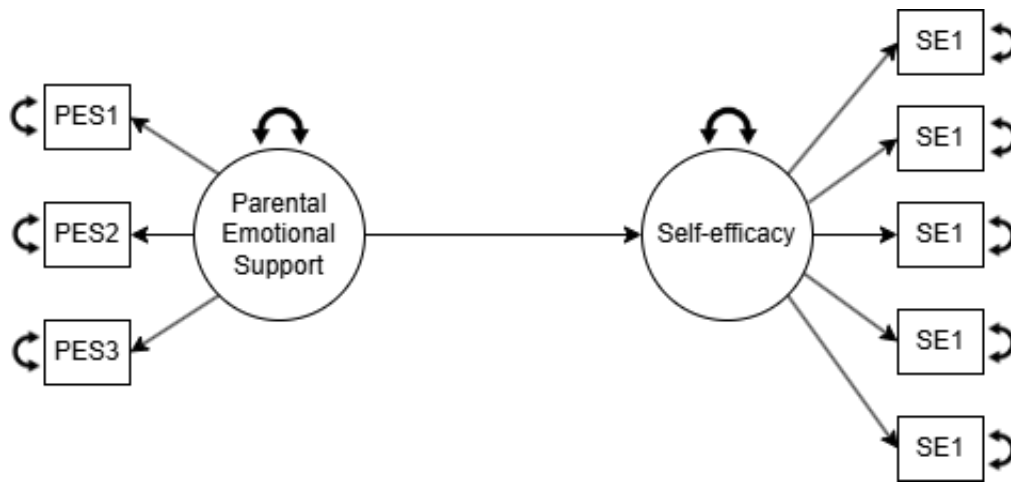 PES1
PES2
PES3
Parental
Emotional
Support
Self-efficacy
SE1
SE1
SE1
SE1
SE1